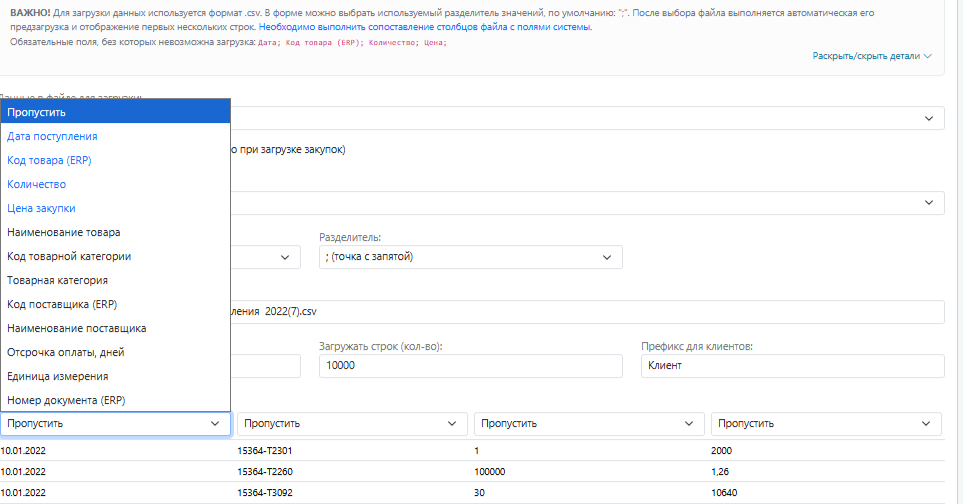 ВАЖНО! Для загрузки данных используется формат .csv. В форме можно выбрать используемый разделитель значений, по умолчанию: ";". После выбора файла выполняется автоматическая его
предзагрузка и отображение первых нескольких строк. Необходимо выполнить сопоставление столбцов файла с полями системы.
Обязательные поля, без которых невозможна загрузка: Дата; Код товара (ERP); Количество; Цена;
Раскрыть/скрыть детали
Данные в файле для загрузки:
Пропустить
Дата поступления
Код товара (ERP)
о при загрузке закупок)
Количество
Цена закупки
Наименование товара
Разделитель:
Код товарной категории
; (точка с запятой)
Товарная категория
Код поставщика (ERP)
ления 2022(7).csv
Наименование поставщика
Отсрочка оплаты, дней
Загружать строк (кол-во):
Префикс для клиентов:
10000
Клиент
Единица измерения
Номер документа (ERP)
Пропустить Пропустить Пропустить Пропустить
10.01.2022 15364-T2301 1 2000
10.01.2022 15364-T2260 100000 1,26
10.01.2022 15364-T3092 30 10640